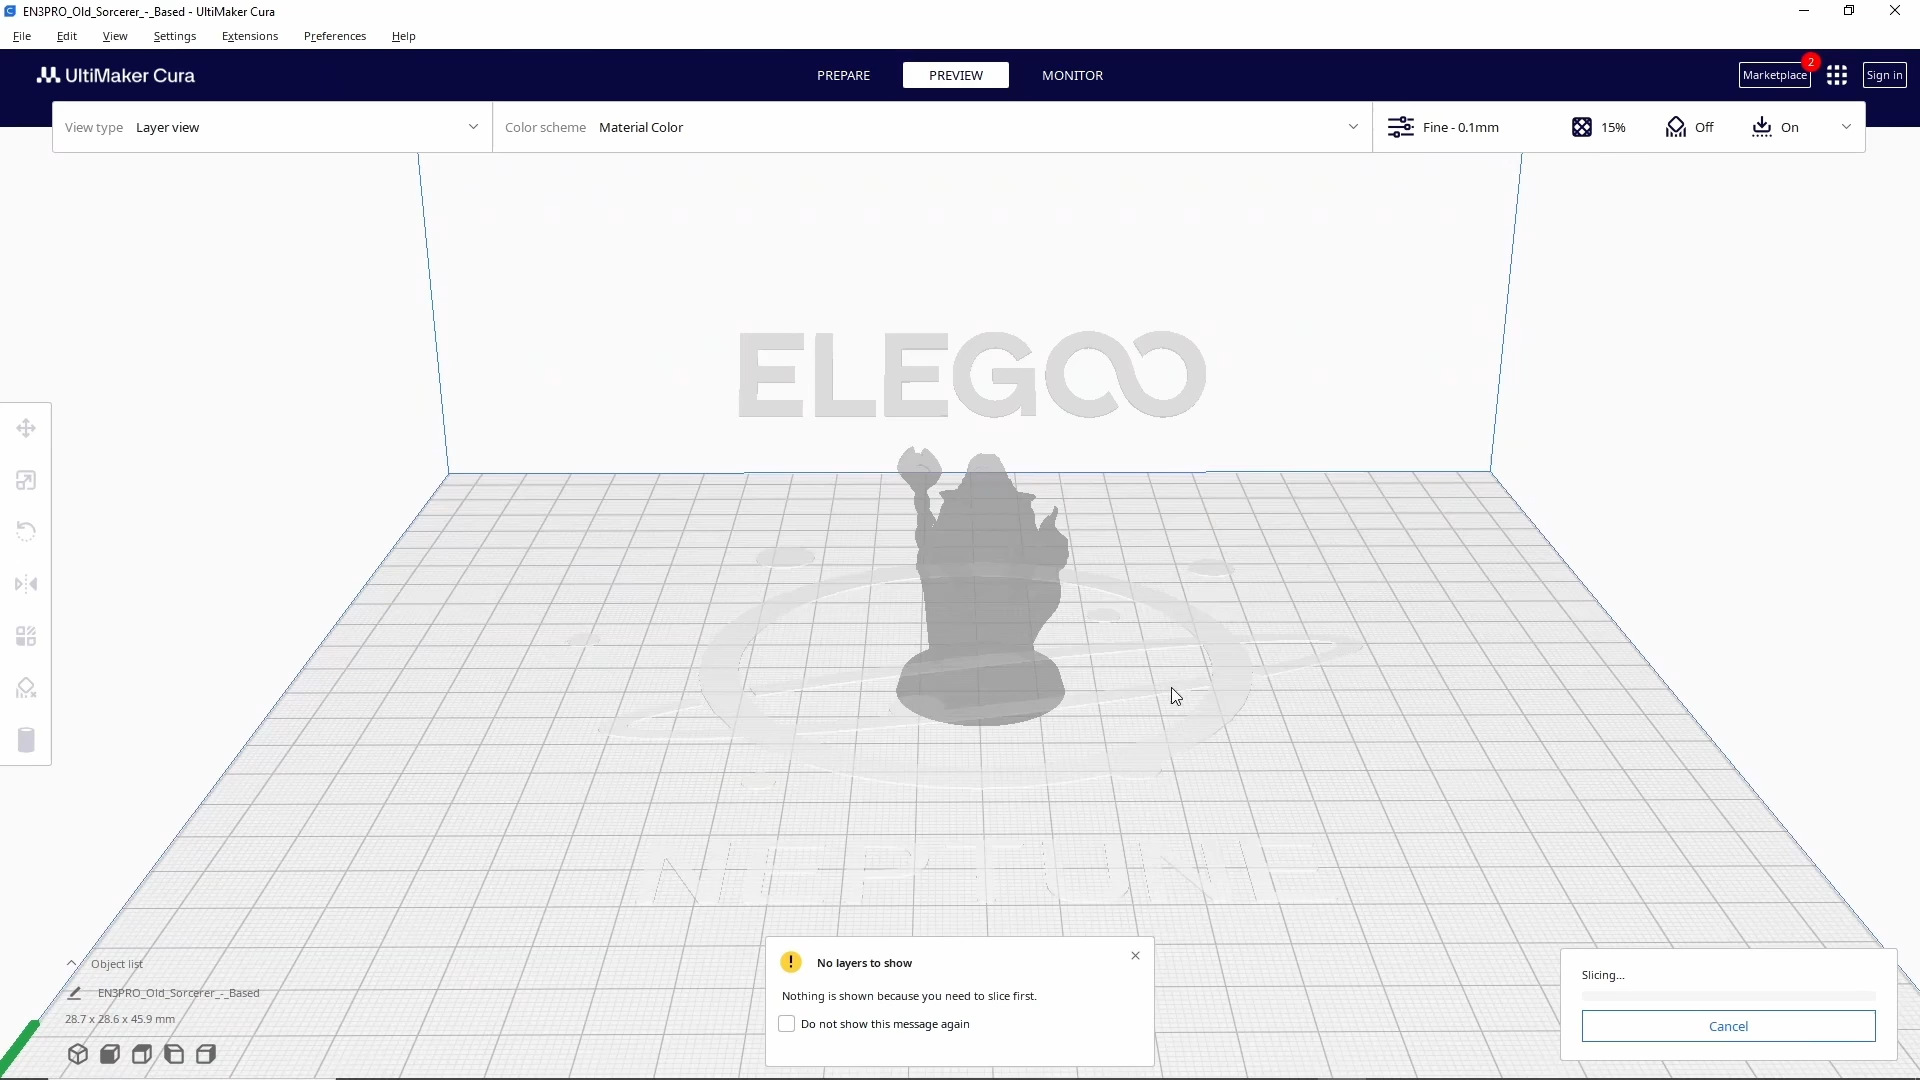 EN3PRO_Old_Sorcerer_-_Based - UltiMaker Cura
File Edit View Settings Extensions Preferences Help
UltiMaker Cura PREPARE PREVIEW MONITOR Marketplace 2 Sign in
View type Layer view Color scheme Material Color Fine - 0.1mm 15% Off On
ELEGOO
NEPTUNE
Object list
EN3PRO_Old_Sorcerer_-_Based
28.7 x 28.6 x 45.9 mm
No layers to show
Nothing is shown because you need to slice first.
Do not show this message again
Slicing...
Cancel